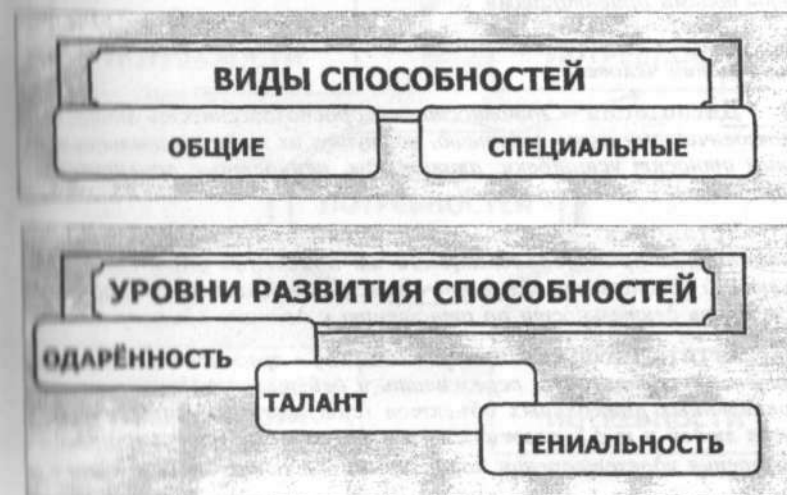 ВИДЫ СПОСОБНОСТЕЙ
ОБЩИЕ СПЕЦИАЛЬНЫЕ
УРОВНИ РАЗВИТИЯ СПОСОБНОСТЕЙ
ОДАРЁННОСТЬ
ТАЛАНТ
ГЕНИАЛЬНОСТЬ